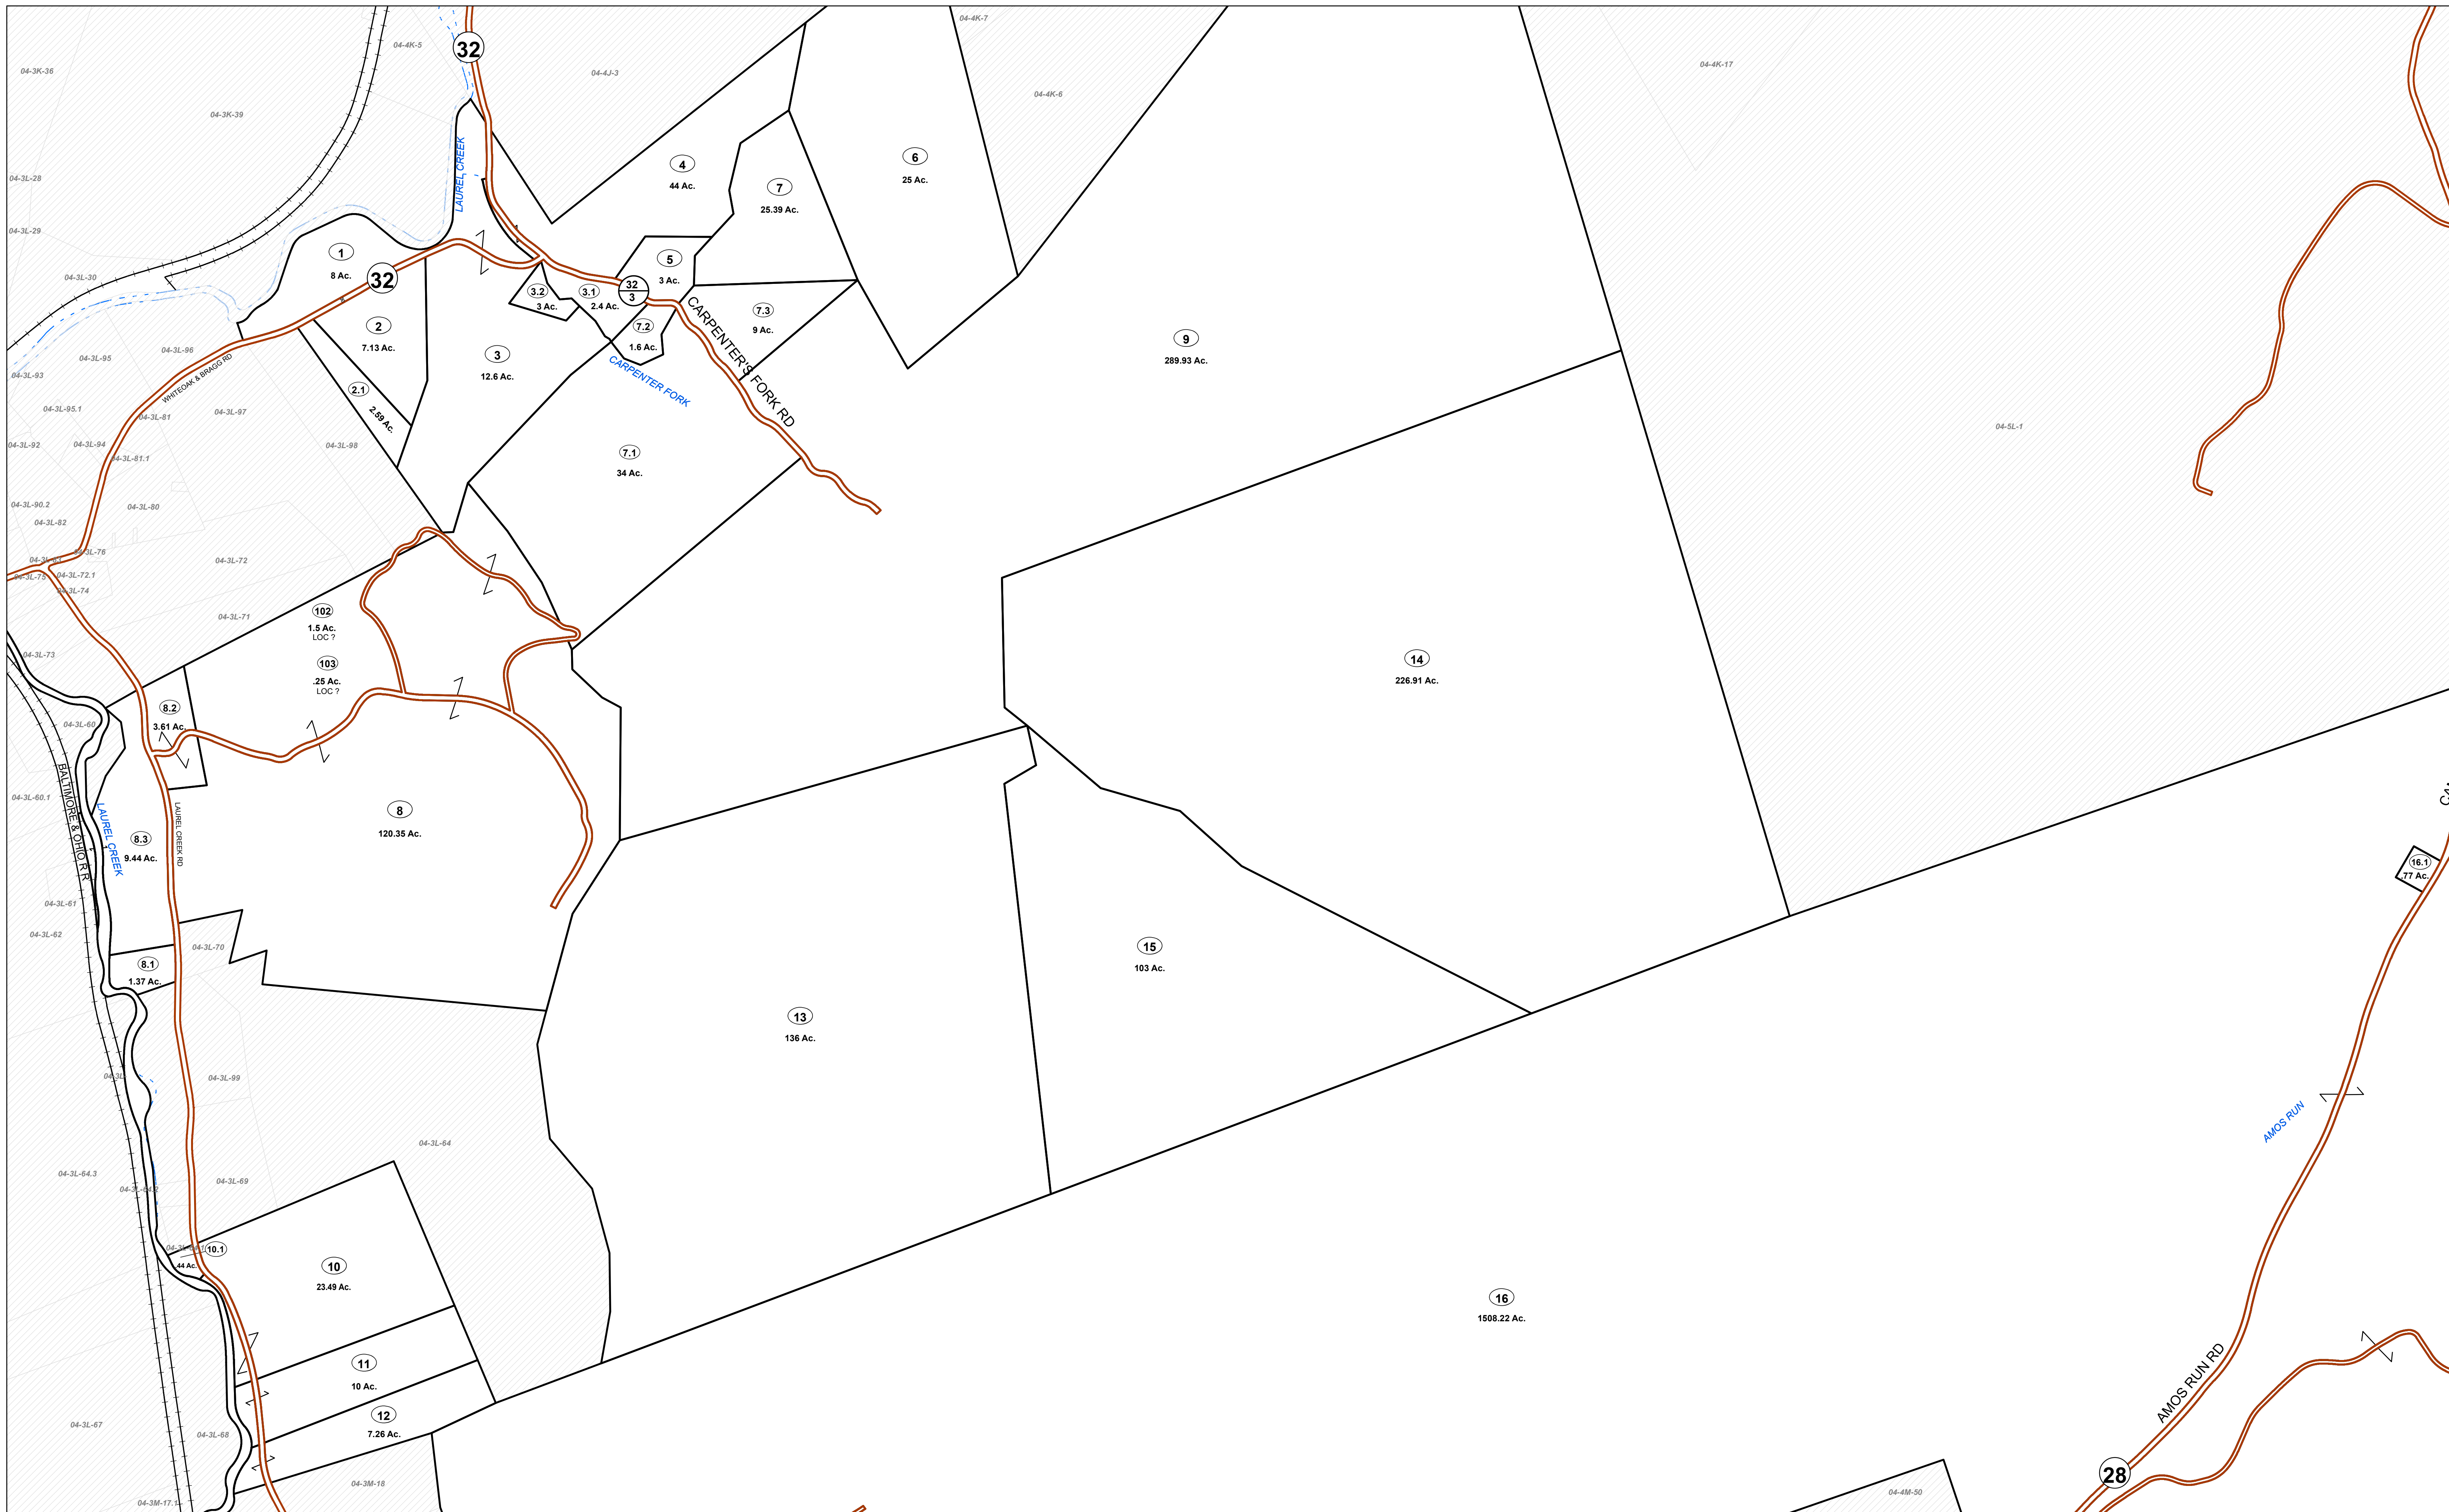 04-4K-7
04-4K-5
32
04-3K-36
04-4J-3
04-4K-17
04-4K-6
04-3K-39
LAUREL CREEK
4
44 Ac.
6
25 Ac.
7
25.39 Ac.
04-3L-28
04-3L-29
04-3L-30
1
8 Ac.
32
5
3 Ac.
3.2
3 Ac.
3.1
2.4 Ac.
32
3
CARPENTER'S FORK RD
7.3
9 Ac.
7.2
1.6 Ac.
2
7.13 Ac.
3
12.6 Ac.
9
289.93 Ac.
04-3L-96
04-3L-95
WHITEOAK & BRAGG RD
04-3L-93
CARPENTER FORK
2.1
2.59 Ac.
04-3L-95.1
04-3L-81
04-3L-97
04-3L-92
04-3L-94
04-3L-98
04-3L-81.1
04-5L-1
7.1
34 Ac.
04-3L-90.2
04-3L-80
04-3L-82
04-3L-76
04-3L-72
04-3L-75
04-3L-72.1
04-3L-74
04-3L-71
102
1.5 Ac.
LOC ?
103
.25 Ac.
LOC ?
04-3L-73
14
226.91 Ac.
8.2
3.61 Ac.
04-3L-60
BALTIMORE & OHIO R R
04-3L-60.1
LAUREL CREEK
LAUREL CREEK RD
8
120.35 Ac.
8.3
9.44 Ac.
16.1
.77 Ac.
04-3L-61
04-3L-62
04-3L-70
15
103 Ac.
8.1
1.37 Ac.
13
136 Ac.
04-3L-99
04-3L-64
AMOS RUN
04-3L-64.3
04-3L-64.2
04-3L-69
10.1
.44 Ac.
10
23.49 Ac.
16
1508.22 Ac.
11
10 Ac.
AMOS RUN RD
12
7.26 Ac.
04-3L-67
04-3L-68
28
04-3M-18
04-4M-50
04-3M-17.1